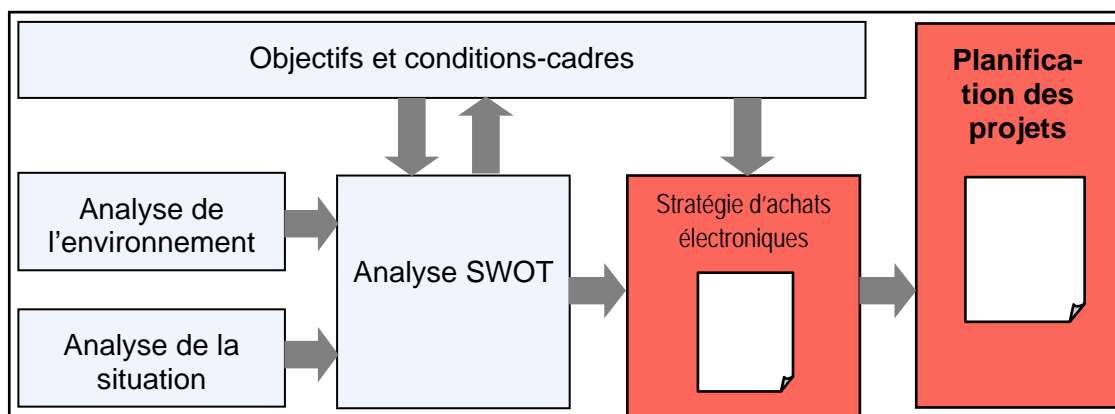 Objectifs et conditions-cadres
Planifica-
tion des
projets
Analyse de
l'environnement
Analyse SWOT
Stratégie d'achats
électroniques
Analyse de la
situation